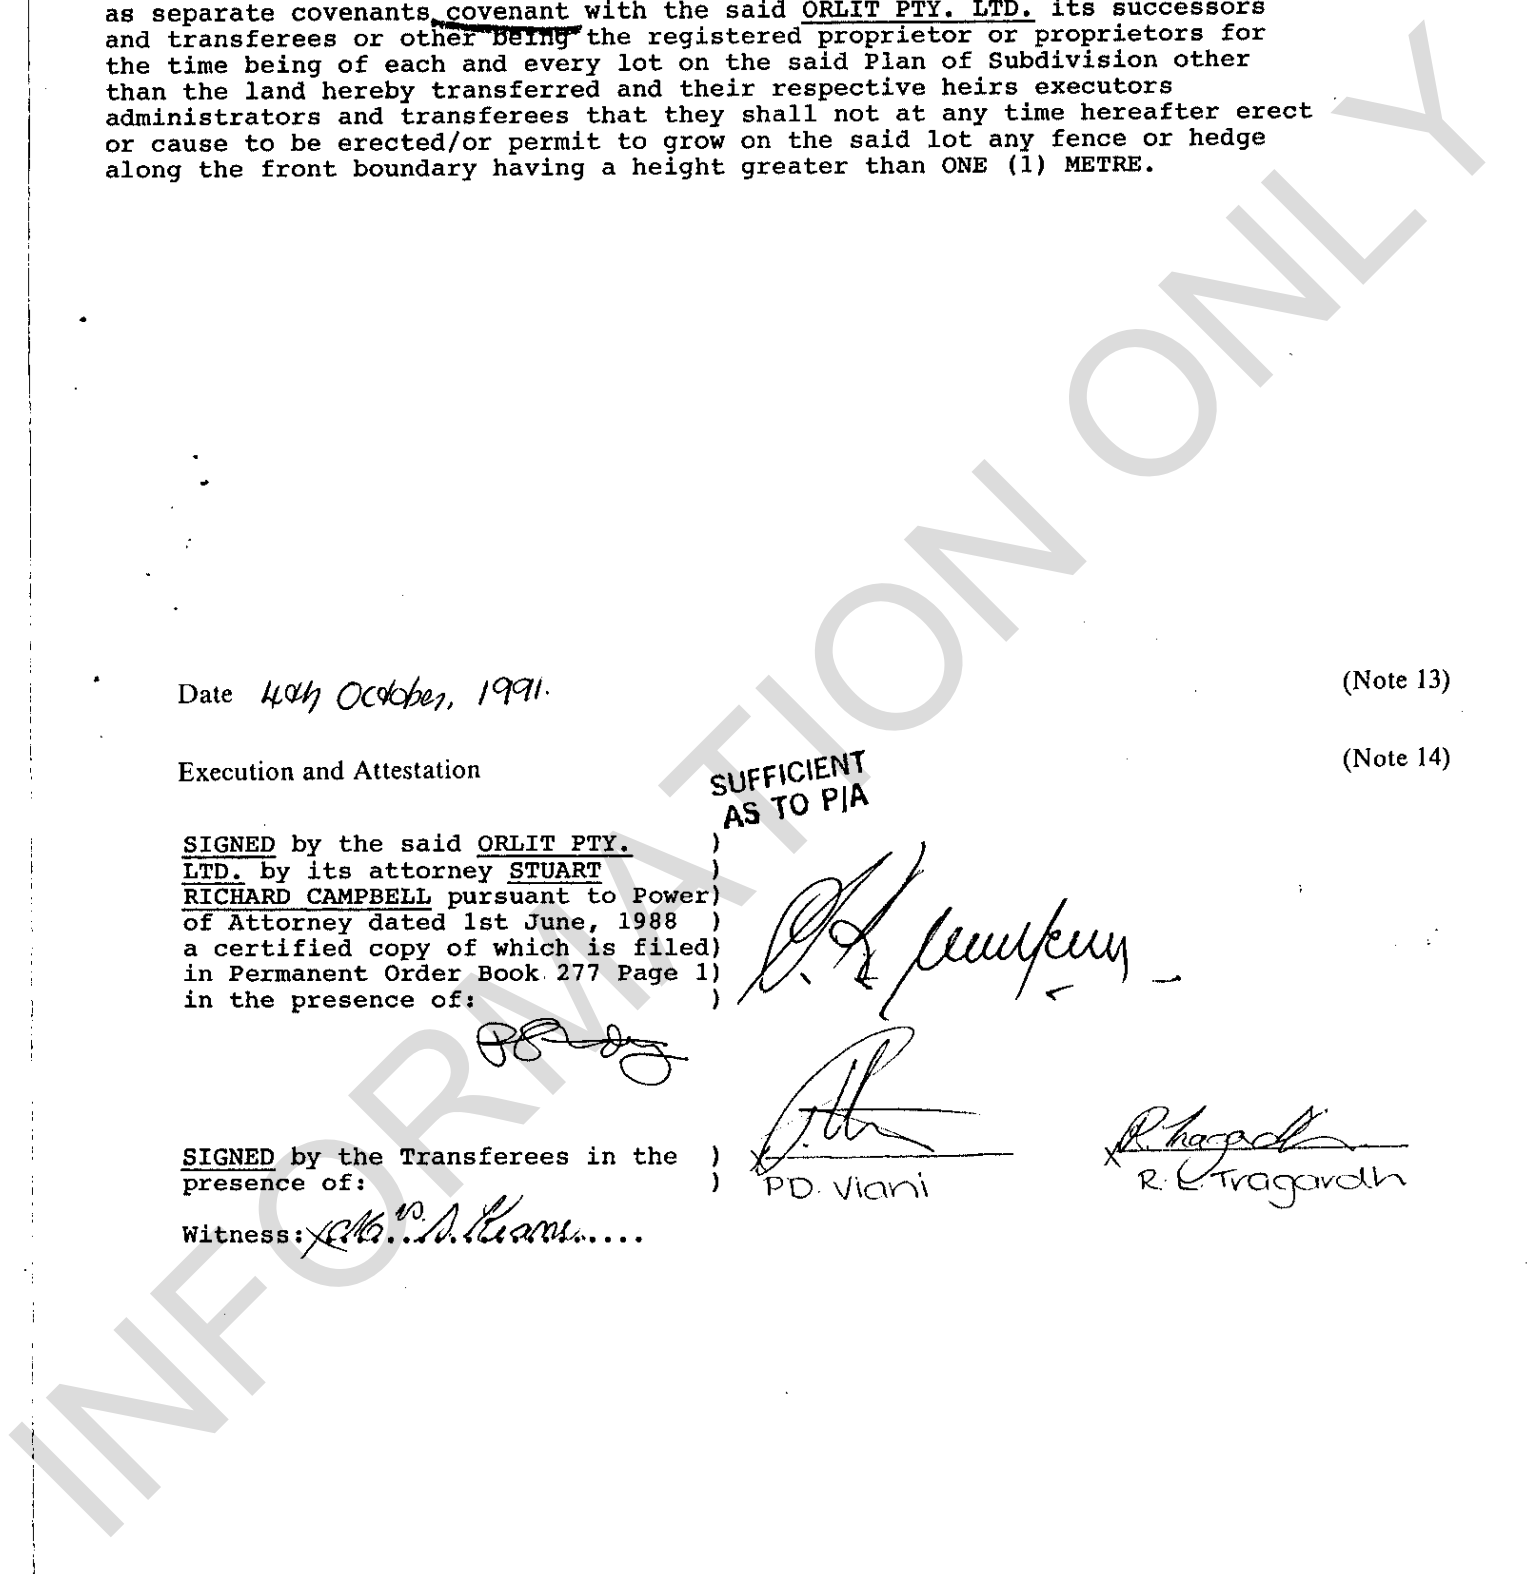 as separate covenants covenant with the said ORLIT PTY. LTD. its successors
and transferees or other being the registered proprietor or proprietors for
the time being of each and every lot on the said Plan of Subdivision other
than the land hereby transferred and their respective heirs executors
administrators and transferees that they shall not at any time hereafter erect
or cause to be erected/or permit to grow on the said lot any fence or hedge
along the front boundary having a height greater than ONE (1) METRE.
Date 4th October, 1991.
(Note 13)
Execution and Attestation
(Note 14)
SUFFICIENT
AS TO P/A
SIGNED by the said ORLIT PTY. )
LTD. by its attorney STUART )
RICHARD CAMPBELL pursuant to Power)
of Attorney dated 1st June, 1988 )
a certified copy of which is filed)
in Permanent Order Book 277 Page 1)
in the presence of: )
SIGNED by the Transferees in the )
presence of: )
PD. Viani
R. L. Tragardh
Witness:
INFORMATION ONLY